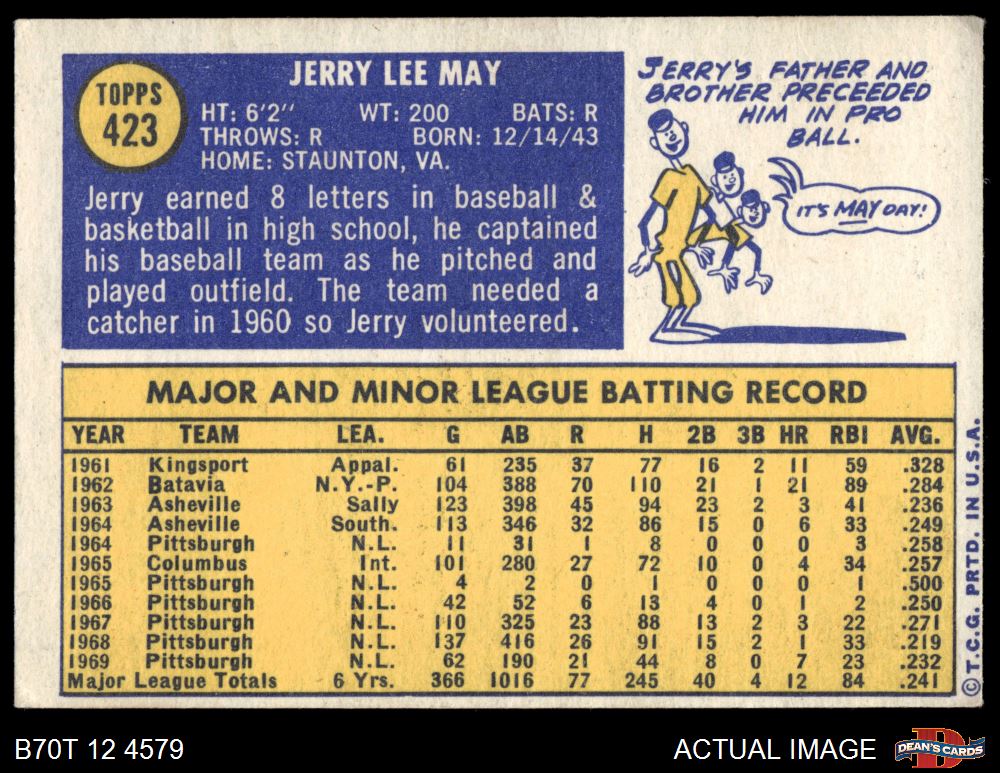 TOPPS
423
JERRY LEE MAY
HT: 6'2" WT: 200 BATS: R
THROWS: R BORN: 12/14/43
HOME: STAUNTON, VA.
Jerry earned 8 letters in baseball &
basketball in high school, he captained
his baseball team as he pitched and
played outfield. The team needed a
catcher in 1960 so Jerry volunteered.
JERRY'S FATHER AND
BROTHER PRECEEDED
HIM IN PRO
BALL.
IT'S MAY DAY!
MAJOR AND MINOR LEAGUE BATTING RECORD
YEAR TEAM LEA. G AB R H 2B 3B HR RBI AVG.
1961 Kingsport Appal. 61 235 37 77 16 2 11 59 .328
1962 Batavia N.Y.-P. 104 388 70 110 21 1 21 89 .284
1963 Asheville Sally 123 398 45 94 23 2 3 41 .236
1964 Asheville South. 113 346 32 86 15 0 6 33 .249
1964 Pittsburgh N.L. 11 31 1 8 0 0 0 3 .258
1965 Columbus Int. 101 280 27 72 10 0 4 34 .257
1965 Pittsburgh N.L. 4 2 0 1 0 0 0 1 .500
1966 Pittsburgh N.L. 42 52 6 13 4 0 1 2 .250
1967 Pittsburgh N.L. 110 325 23 88 13 2 3 22 .271
1968 Pittsburgh N.L. 137 416 26 91 15 2 1 33 .219
1969 Pittsburgh N.L. 62 190 21 44 8 0 7 23 .232
Major League Totals 6 Yrs. 366 1016 77 245 40 4 12 84 .241
© T.C.G. PRTD. IN U.S.A.
B70T 12 4579
ACTUAL IMAGE
DEAN'S CARDS